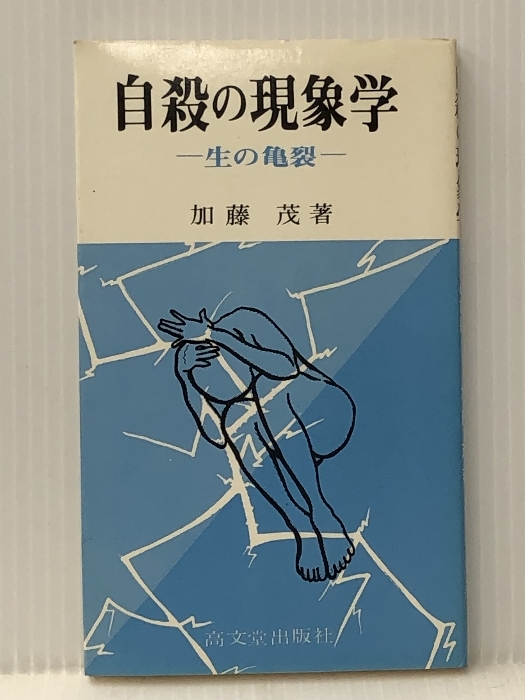 自殺の現象学
―生の亀裂―
加藤 茂著
高文堂出版社